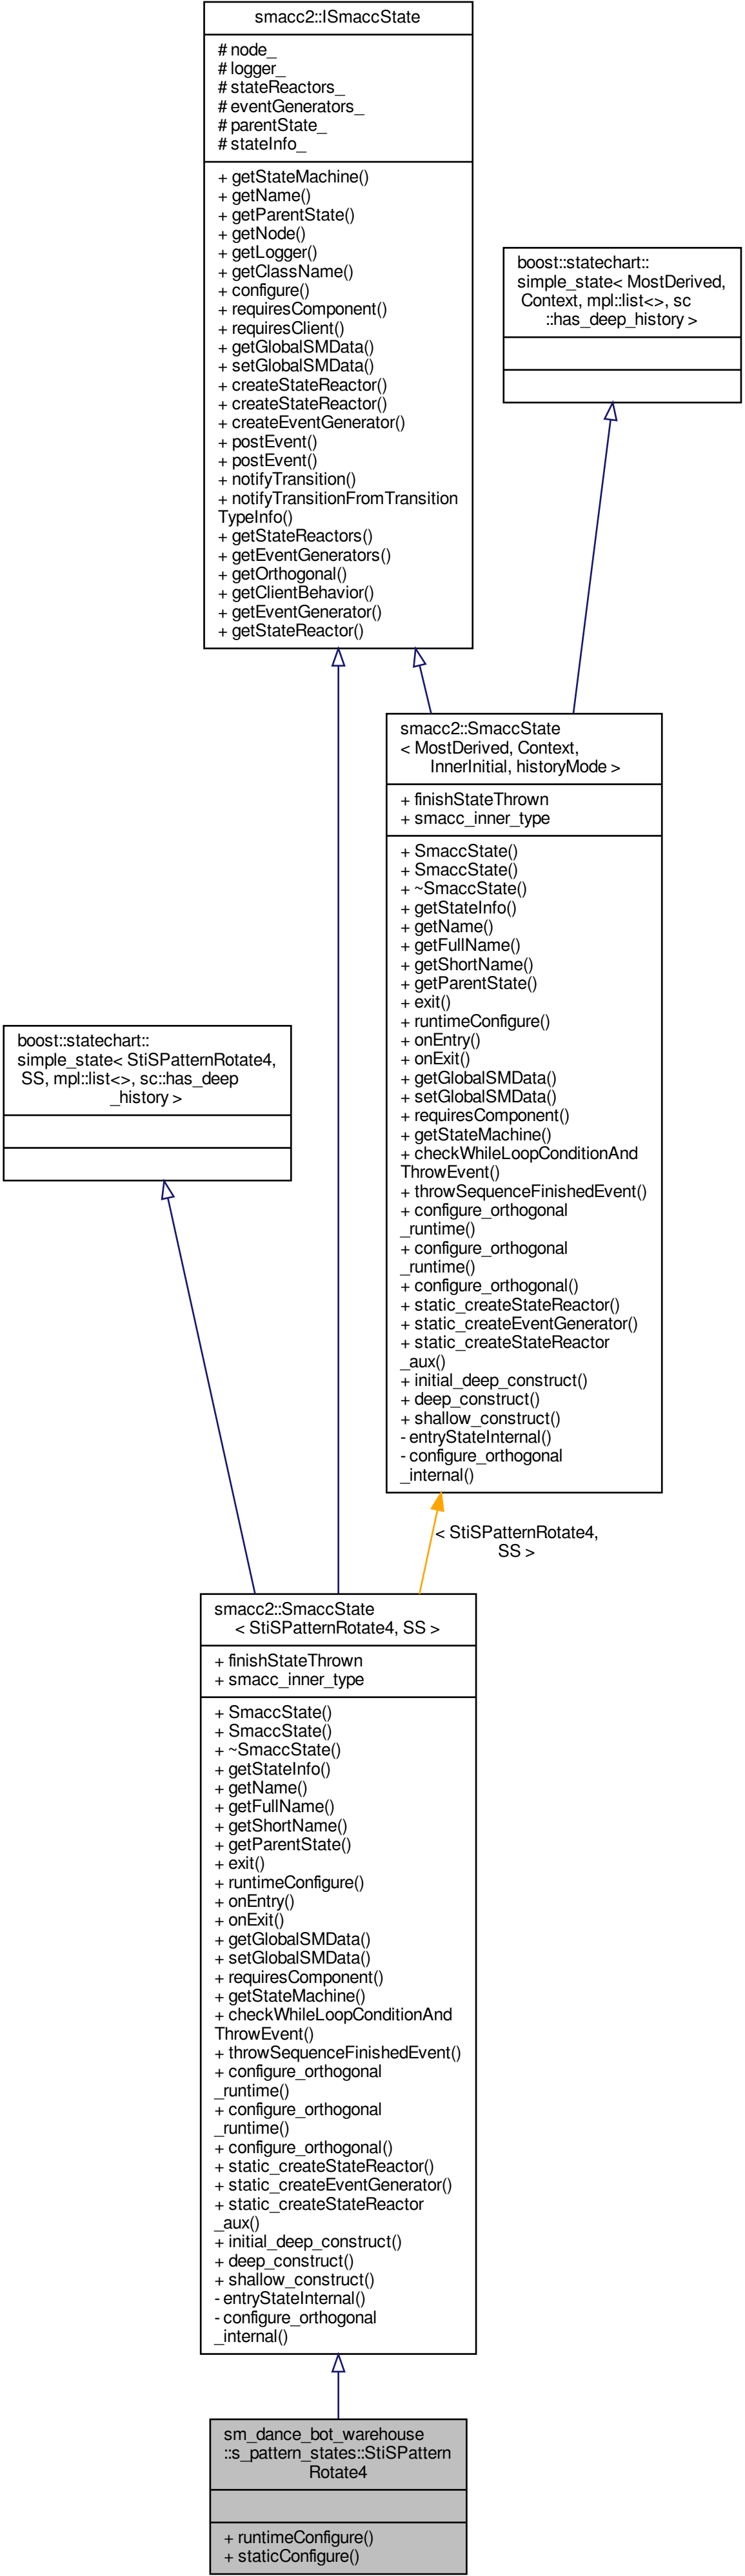 smacc2::ISmaccState
# node_
# logger_
# stateReactors_
# eventGenerators_
# parentState_
# stateInfo_
+ getStateMachine()
+ getName()
+ getParentState()
+ getNode()
+ getLogger()
+ getClassName()
+ configure()
+ requiresComponent()
+ requiresClient()
+ getGlobalSMData()
+ setGlobalSMData()
+ createStateReactor()
+ createStateReactor()
+ createEventGenerator()
+ postEvent()
+ postEvent()
+ notifyTransition()
+ notifyTransitionFromTransition
TypeInfo()
+ getStateReactors()
+ getEventGenerators()
+ getOrthogonal()
+ getClientBehavior()
+ getEventGenerator()
+ getStateReactor()
boost::statechart::
simple_state< MostDerived,
Context, mpl::list<>, sc
::has_deep_history >
smacc2::SmaccState
< MostDerived, Context,
InnerInitial, historyMode >
+ finishStateThrown
+ smacc_inner_type
+ SmaccState()
+ SmaccState()
+ ~SmaccState()
+ getStateInfo()
+ getName()
+ getFullName()
+ getShortName()
+ getParentState()
+ exit()
+ runtimeConfigure()
+ onEntry()
+ onExit()
+ getGlobalSMData()
+ setGlobalSMData()
+ requiresComponent()
+ getStateMachine()
+ checkWhileLoopConditionAnd
ThrowEvent()
+ throwSequenceFinishedEvent()
+ configure_orthogonal
_runtime()
+ configure_orthogonal
_runtime()
+ configure_orthogonal()
+ static_createStateReactor()
+ static_createEventGenerator()
+ static_createStateReactor
_aux()
+ initial_deep_construct()
+ deep_construct()
+ shallow_construct()
- entryStateInternal()
- configure_orthogonal
_internal()
boost::statechart::
simple_state< StiSPatternRotate4,
SS, mpl::list<>, sc::has_deep
_history >
< StiSPatternRotate4,
SS >
smacc2::SmaccState
< StiSPatternRotate4, SS >
+ finishStateThrown
+ smacc_inner_type
+ SmaccState()
+ SmaccState()
+ ~SmaccState()
+ getStateInfo()
+ getName()
+ getFullName()
+ getShortName()
+ getParentState()
+ exit()
+ runtimeConfigure()
+ onEntry()
+ onExit()
+ getGlobalSMData()
+ setGlobalSMData()
+ requiresComponent()
+ getStateMachine()
+ checkWhileLoopConditionAnd
ThrowEvent()
+ throwSequenceFinishedEvent()
+ configure_orthogonal
_runtime()
+ configure_orthogonal
_runtime()
+ configure_orthogonal()
+ static_createStateReactor()
+ static_createEventGenerator()
+ static_createStateReactor
_aux()
+ initial_deep_construct()
+ deep_construct()
+ shallow_construct()
- entryStateInternal()
- configure_orthogonal
_internal()
sm_dance_bot_warehouse
::s_pattern_states::StiSPattern
Rotate4
+ runtimeConfigure()
+ staticConfigure()